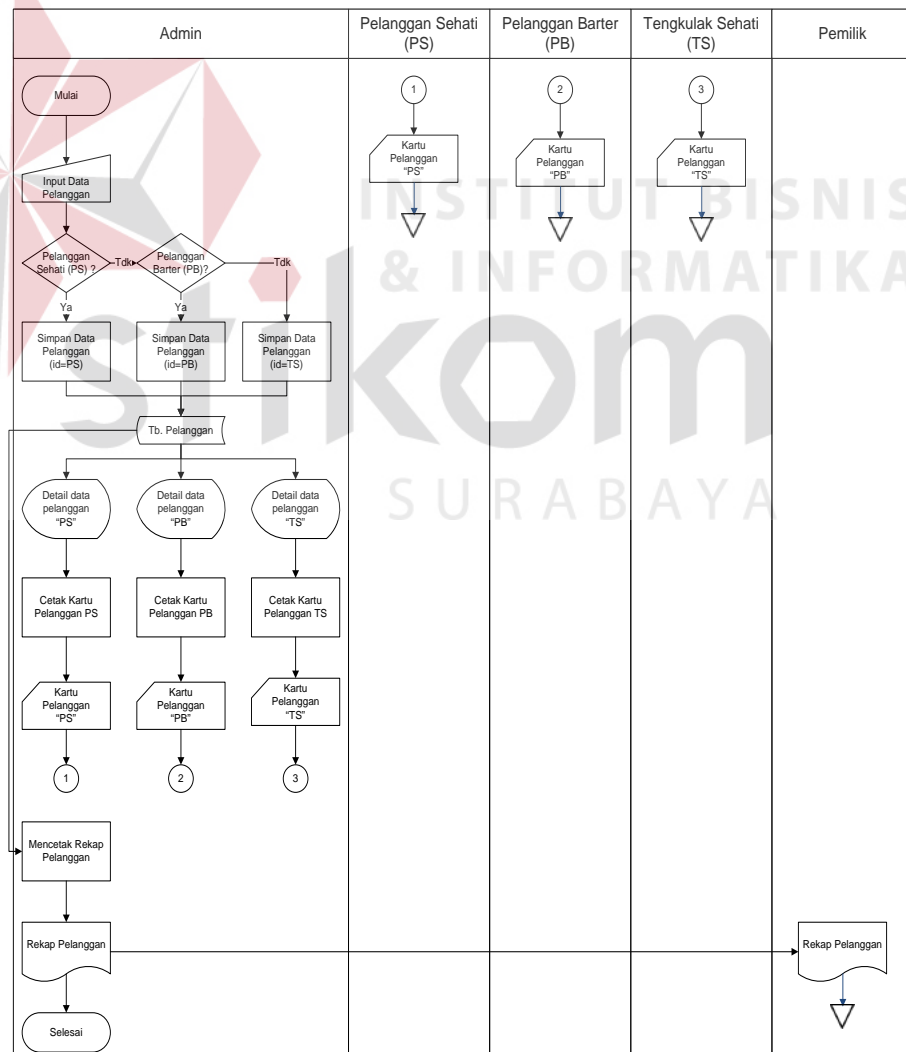 Admin
Pelanggan Sehati
(PS)
Pelanggan Barter
(PB)
Tengkulak Sehati
(TS)
Pemilik
Mulai
1
2
3
Input Data
Pelanggan
Kartu
Pelanggan
“PS”
Kartu
Pelanggan
“PB”
Kartu
Pelanggan
“TS”
INSTITUT BISNIS
& INFORMATIKA
stikom
SURABAYA
Pelanggan
Sehati (PS) ?
Tdk
Pelanggan
Barter (PB)?
Tdk
Ya
Ya
Simpan Data
Pelanggan
(id=PS)
Simpan Data
Pelanggan
(id=PB)
Simpan Data
Pelanggan
(id=TS)
Tb. Pelanggan
Detail data
pelanggan
“PS”
Detail data
pelanggan
“PB”
Detail data
pelanggan
“TS”
Cetak Kartu
Pelanggan PS
Cetak Kartu
Pelanggan PB
Cetak Kartu
Pelanggan TS
Kartu
Pelanggan
“PS”
Kartu
Pelanggan
“PB”
Kartu
Pelanggan
“TS”
1
2
3
Mencetak Rekap
Pelanggan
Rekap Pelanggan
Rekap Pelanggan
Selesai